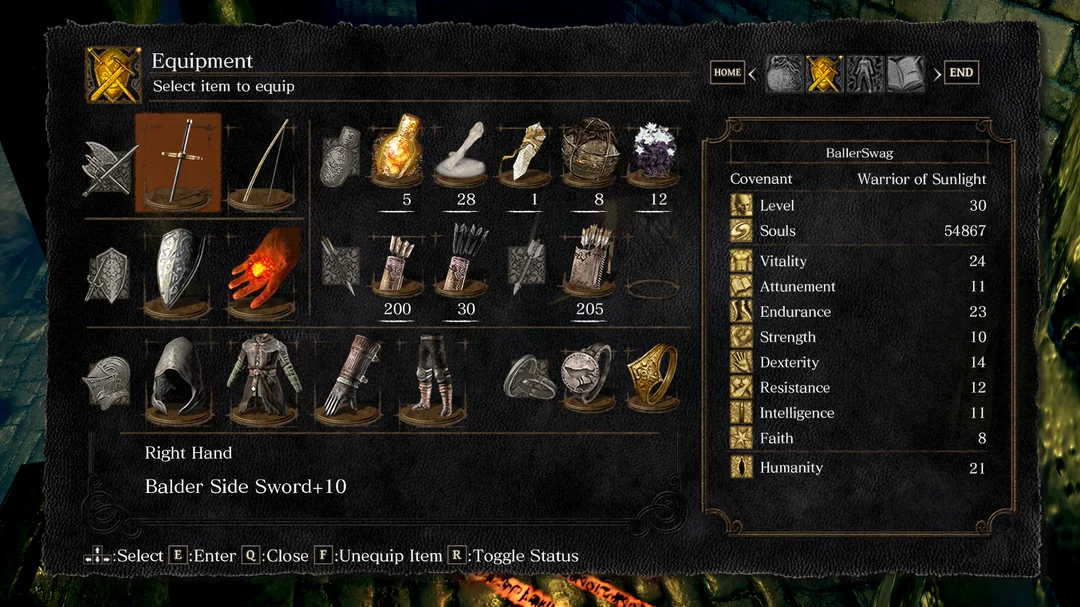 Equipment
Select item to equip
HOME
END
5
28
1
8
12
200
30
205
Right Hand
Balder Side Sword+10
BallerSwag
Covenant Warrior of Sunlight
Level 30
Souls 54867
Vitality 24
Attunement 11
Endurance 23
Strength 10
Dexterity 14
Resistance 12
Intelligence 11
Faith 8
Humanity 21
:Select E:Enter Q:Close F:Unequip Item R:Toggle Status